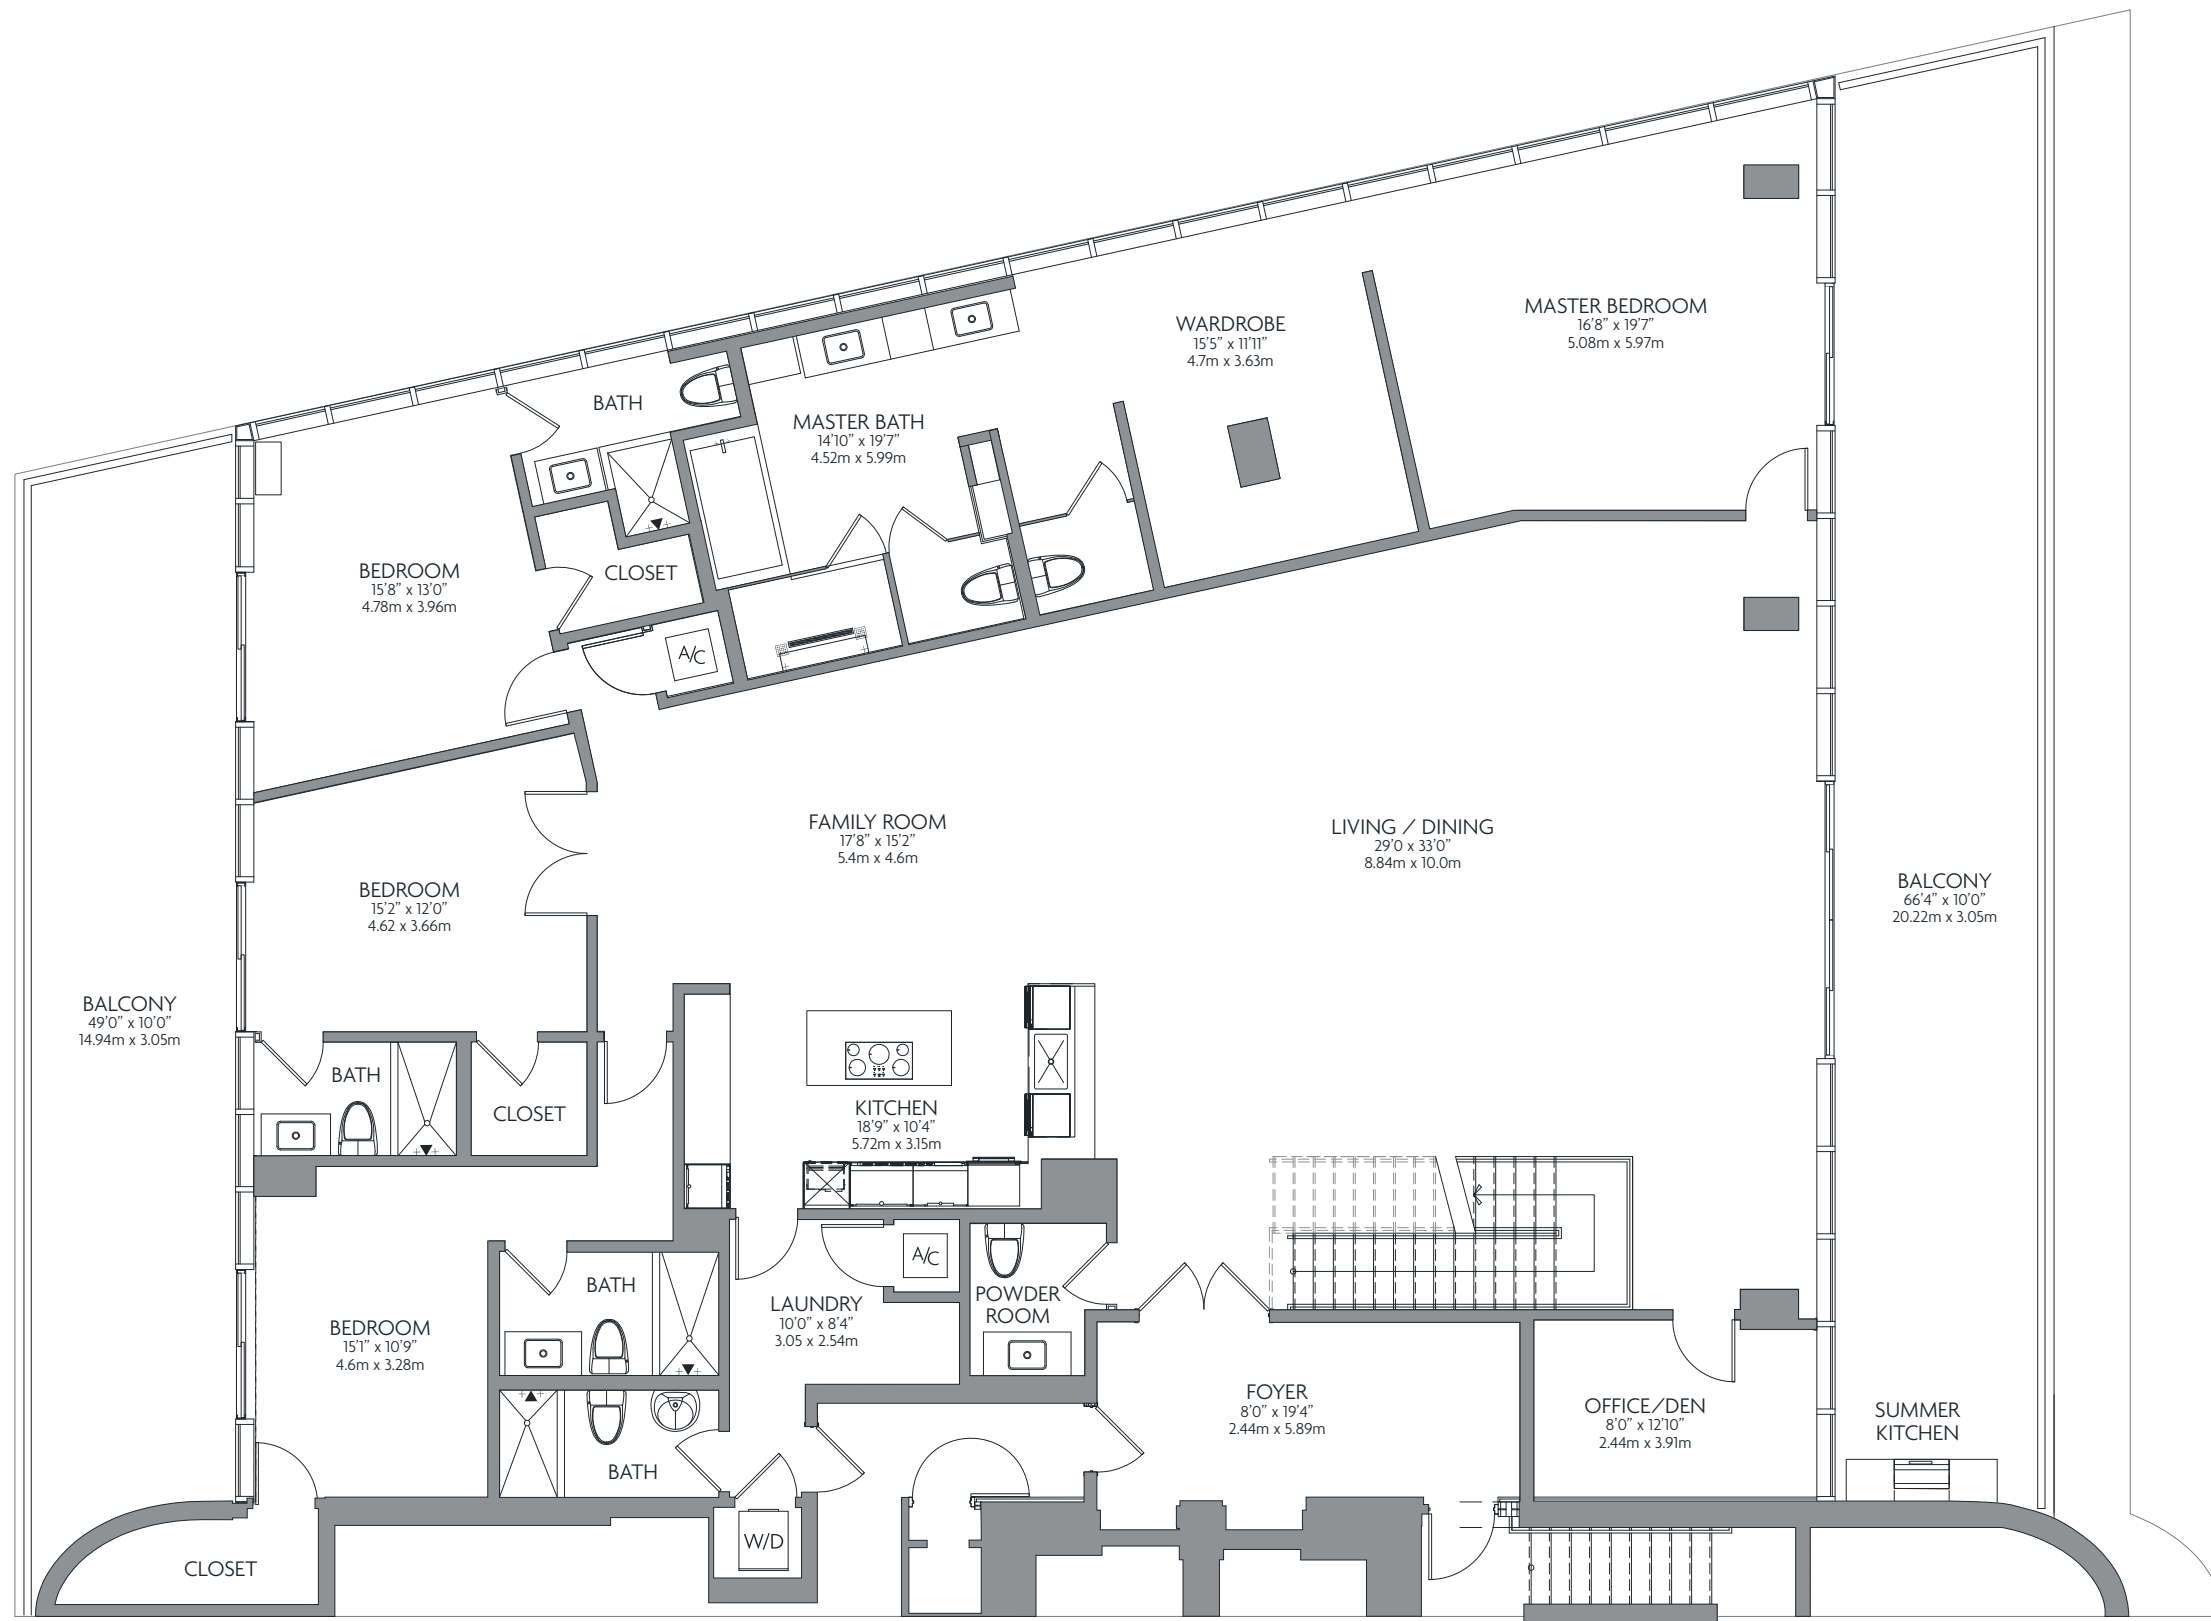 MASTER BEDROOM
16'8" x 19'7"
5.08m x 5.97m
WARDROBE
15'5" x 11'11"
4.7m x 3.63m
BATH
MASTER BATH
14'10" x 19'7"
4.52m x 5.99m
BEDROOM
15'8" x 13'0"
4.78m x 3.96m
CLOSET
A/C
FAMILY ROOM
17'8" x 15'2"
5.4m x 4.6m
LIVING / DINING
29'0 x 33'0"
8.84m x 10.0m
BEDROOM
15'2" x 12'0"
4.62 x 3.66m
BALCONY
66'4" x 10'0"
20.22m x 3.05m
BALCONY
49'0" x 10'0"
14.94m x 3.05m
BATH
CLOSET
KITCHEN
18'9" x 10'4"
5.72m x 3.15m
A/C
BATH
POWDER
ROOM
LAUNDRY
10'0" x 8'4"
3.05 x 2.54m
BEDROOM
15'1" x 10'9"
4.6m x 3.28m
FOYER
8'0" x 19'4"
2.44m x 5.89m
OFFICE/DEN
8'0" x 12'10"
2.44m x 3.91m
SUMMER
KITCHEN
BATH
W/D
CLOSET